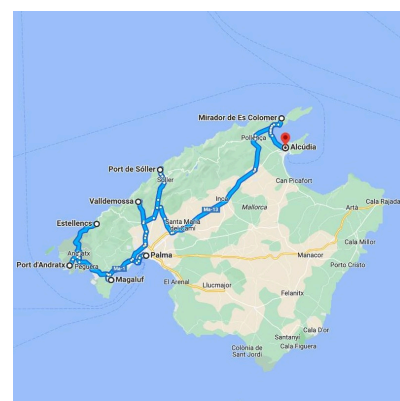 Mirador de Es Colomer
Pollença
Alcúdia
Port de Sóller
Sóller
Can Picafort
Valldemossa
Inca
Mallorca
Artà
Cala Rajada
Ma-13
Santa Maria
del Camí
Estellencs
Cala Millor
Andratx
Palma
Manacor
Port d'Andratx
Peguera
Ma-1
Porto Cristo
Magaluf
El Arenal
Llucmajor
Felanitx
Cala D'or
Santanyí
Cala Figuera
Colònia de
Sant Jordi